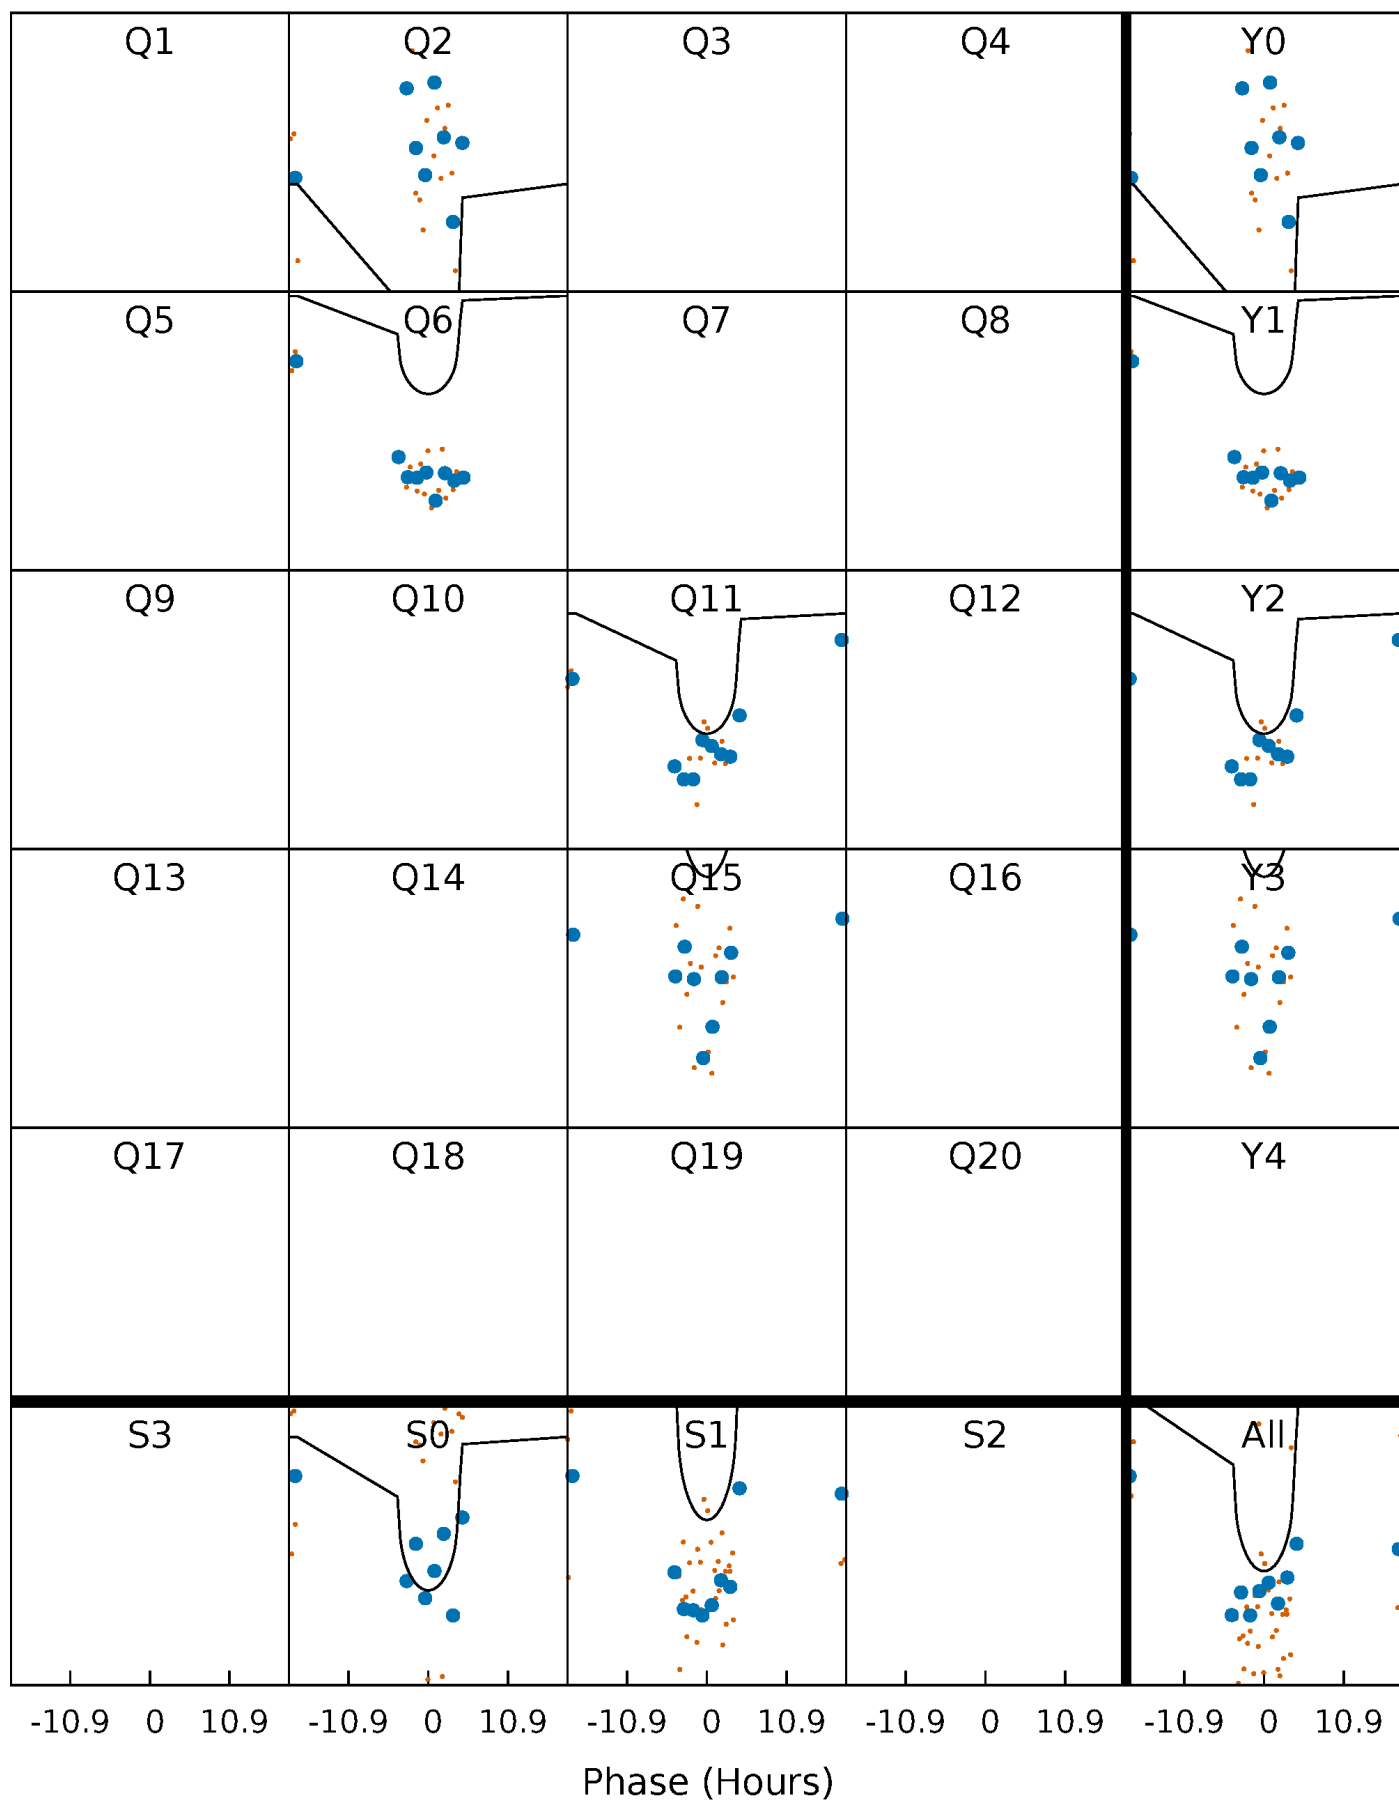 Q1 Q2 Q3 Q4 Y0
Q5 Q6 Q7 Q8 Y1
Q9 Q10 Q11 Q12 Y2
Q13 Q14 Q15 Q16 Y3
Q17 Q18 Q19 Q20 Y4
S3 S0 S1 S2 All
-10.9 0 10.9 -10.9 0 10.9 -10.9 0 10.9 -10.9 0 10.9 -10.9 0 10.9
Phase (Hours)